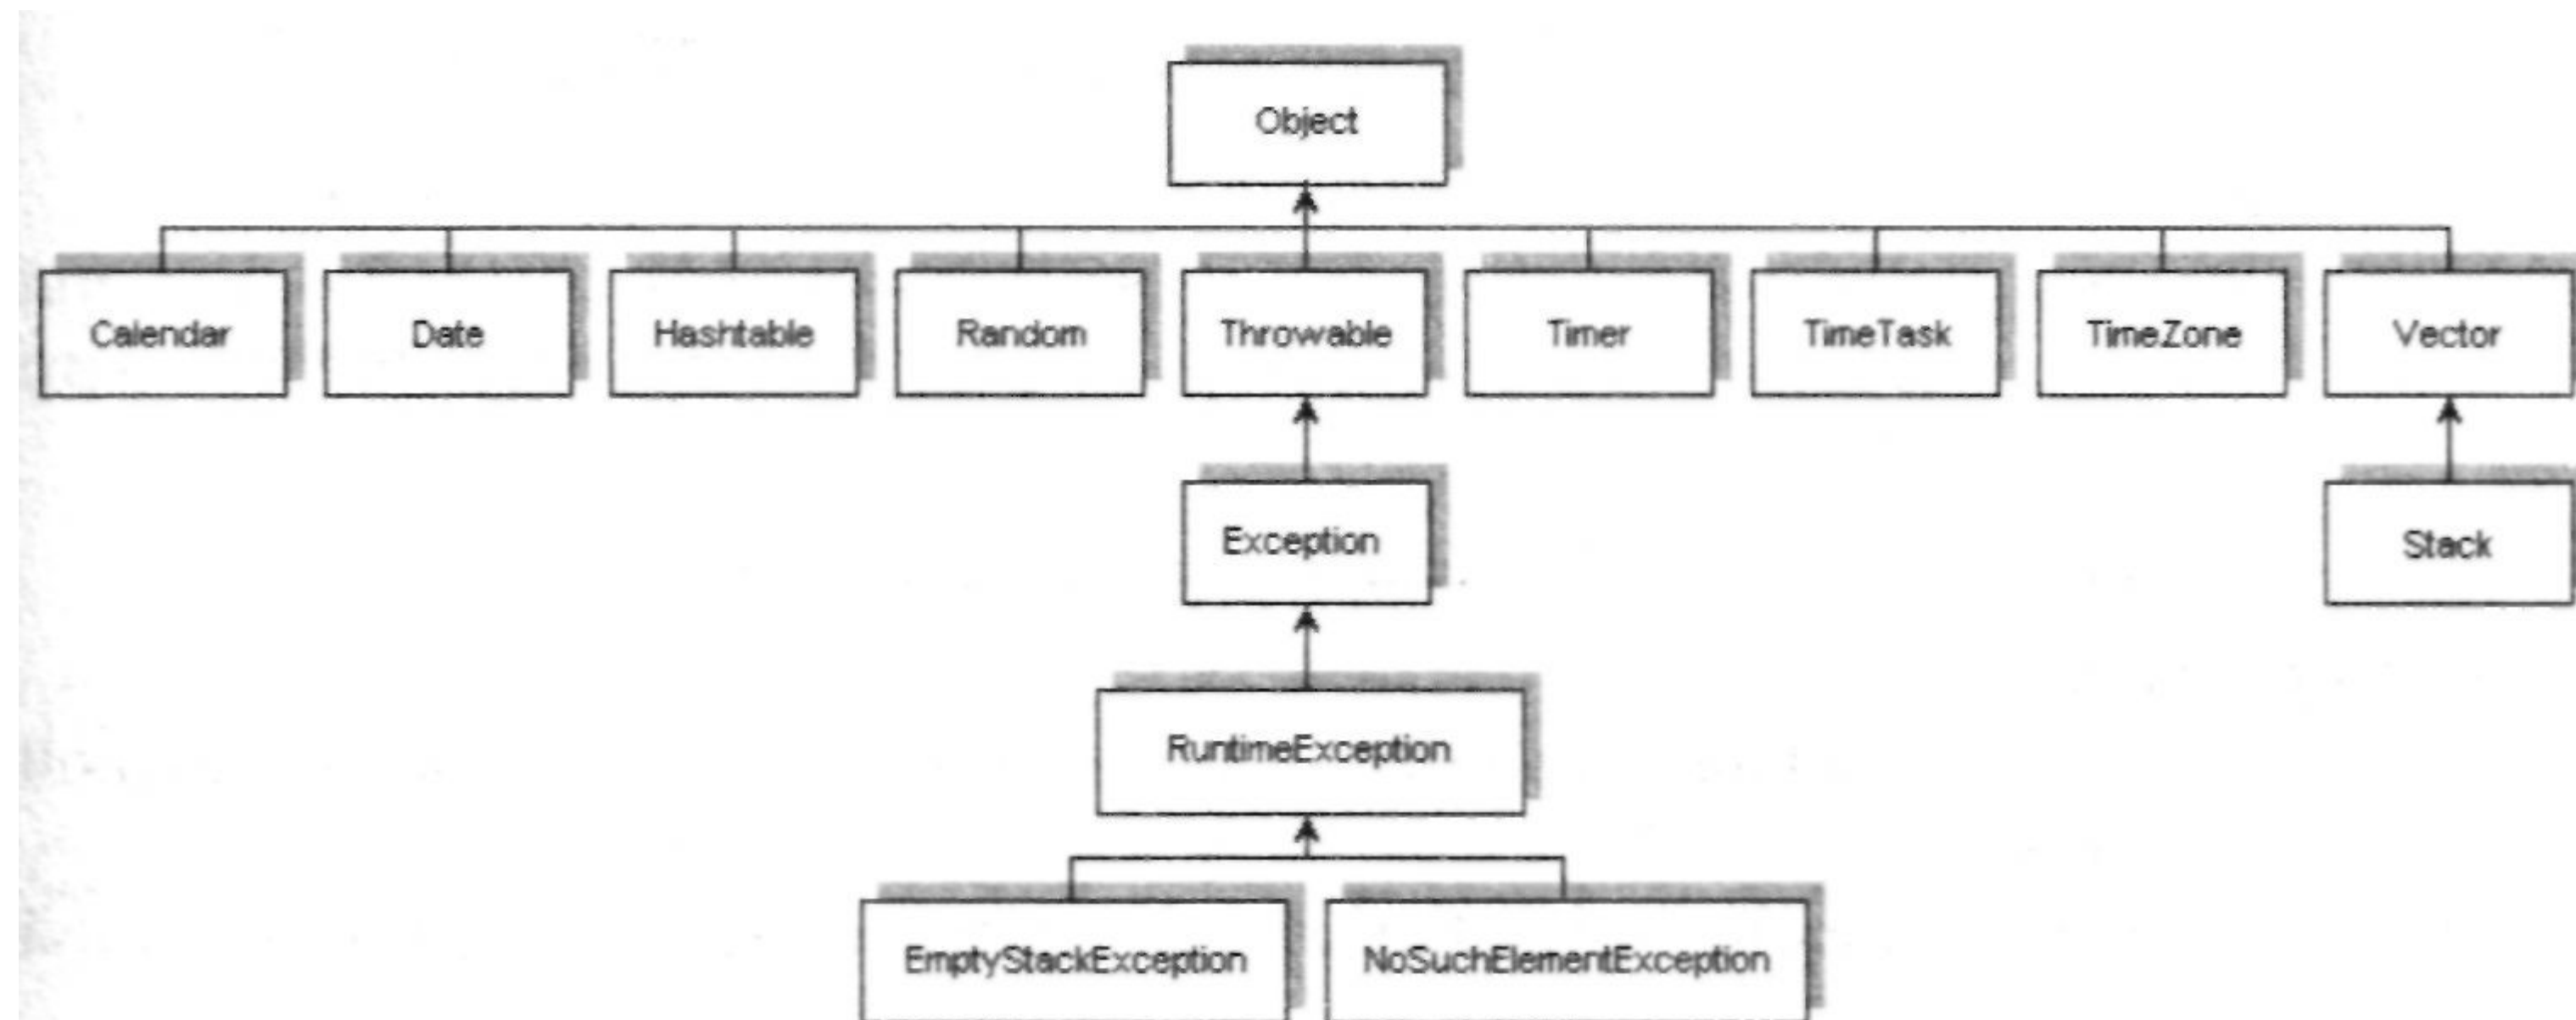 Object
Calendar
Date
Hashtable
Random
Throwable
Timer
TimeTask
TimeZone
Vector
Exception
Stack
RuntimeException
EmptyStackException
NoSuchElementException